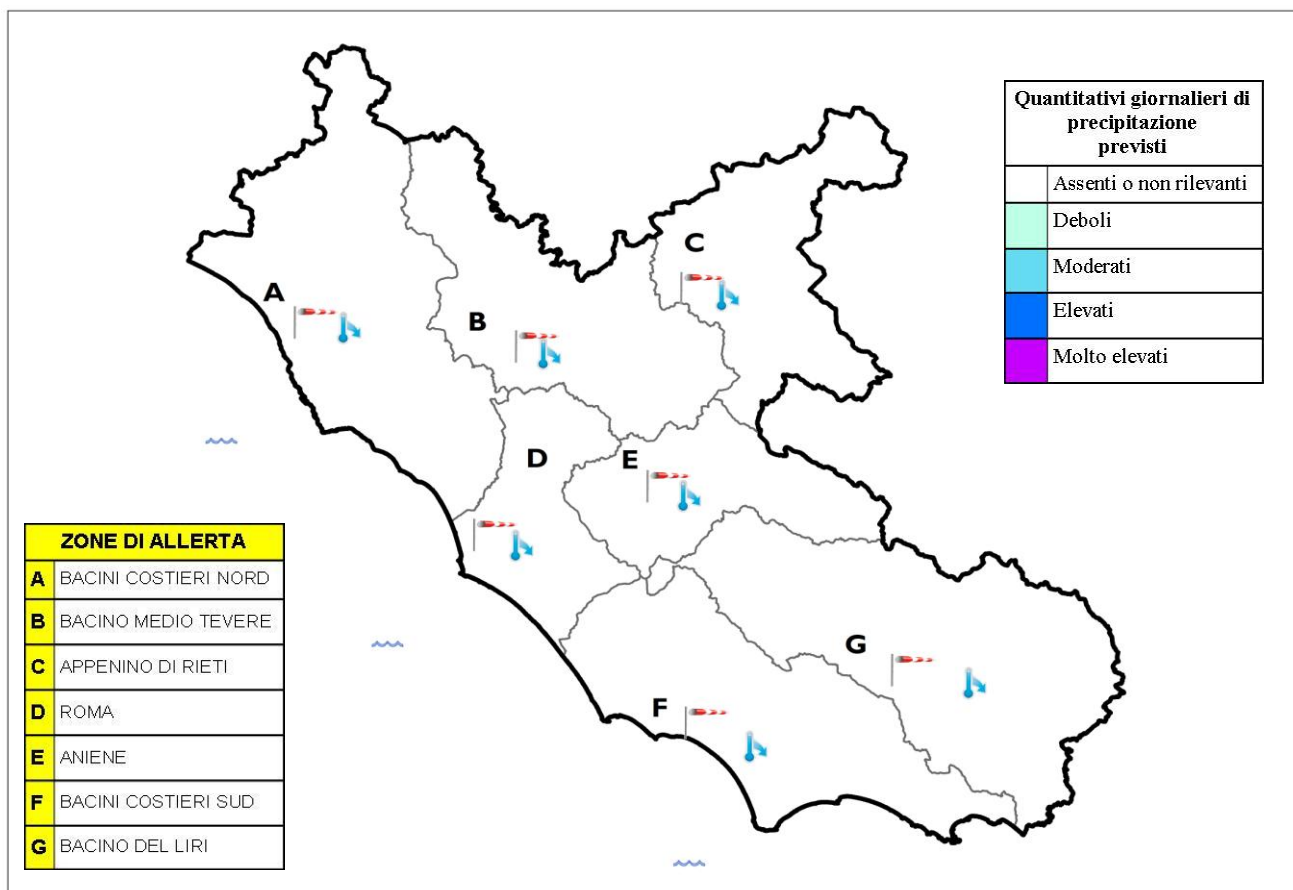 Quantitativi giornalieri di
precipitazione
previsti
Assenti o non rilevanti
Deboli
Moderati
Elevati
Molto elevati
C
A
B
D
E
G
F
ZONE DI ALLERTA
A BACINI COSTIERI NORD
B BACINO MEDIO TEVERE
C APPENINO DI RIETI
D ROMA
E ANIENE
F BACINI COSTIERI SUD
G BACINO DEL LIRI